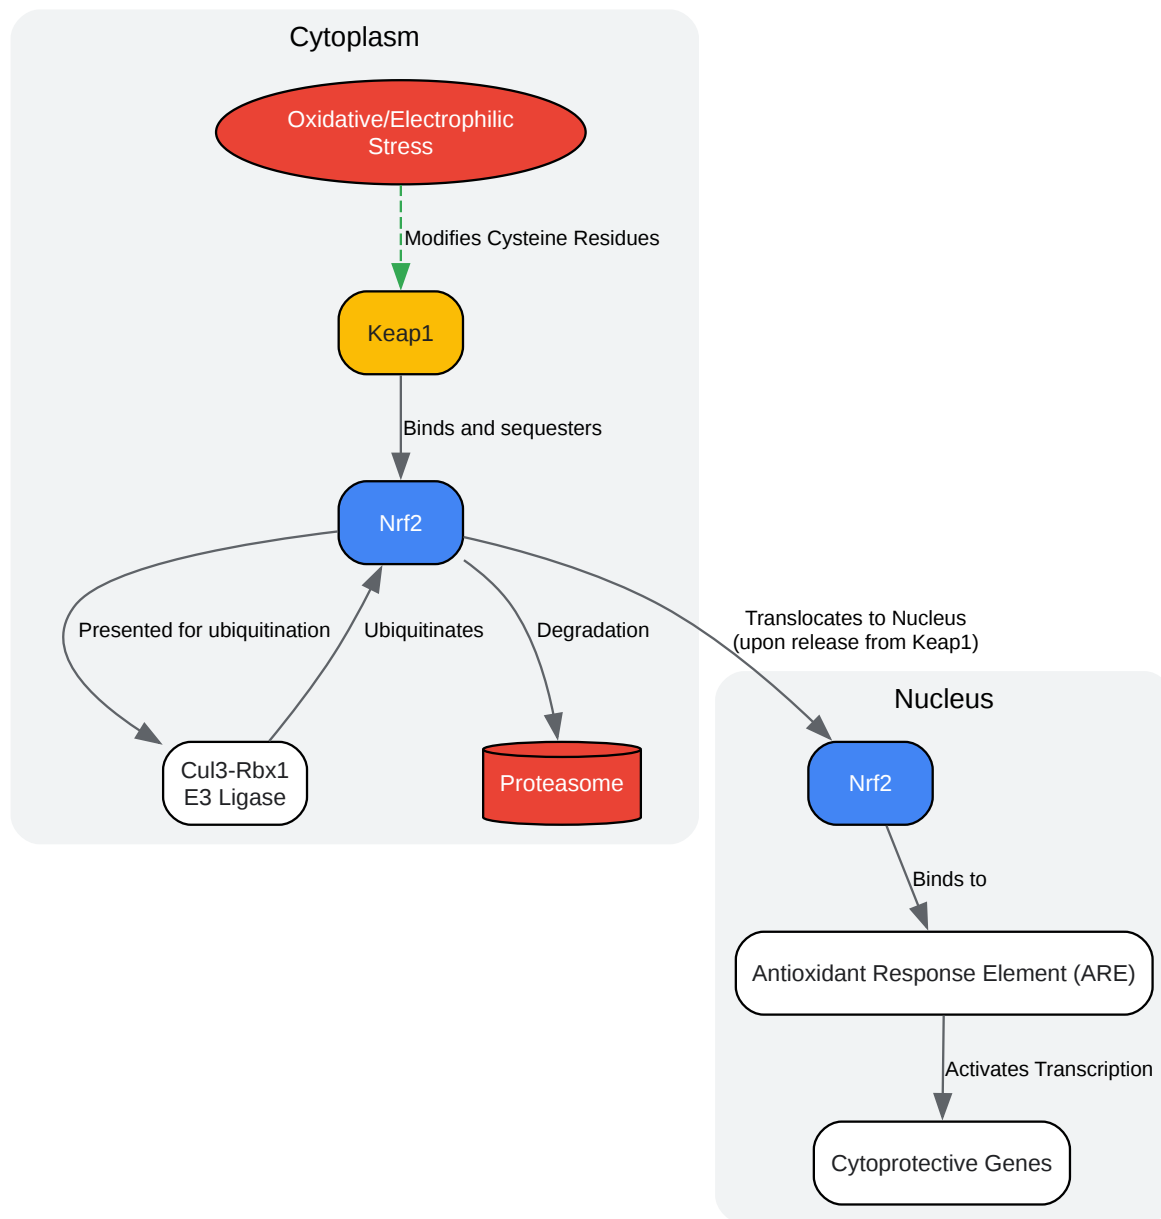 Cytoplasm
Oxidative/Electrophilic
Stress
Modifies Cysteine Residues
Keap1
Binds and sequesters
Nrf2
Presented for ubiquitination
Ubiquitinates
Degradation
Translocates to Nucleus
(upon release from Keap1)
Cul3-Rbx1
E3 Ligase
Proteasome
Nucleus
Nrf2
Binds to
Antioxidant Response Element (ARE)
Activates Transcription
Cytoprotective Genes